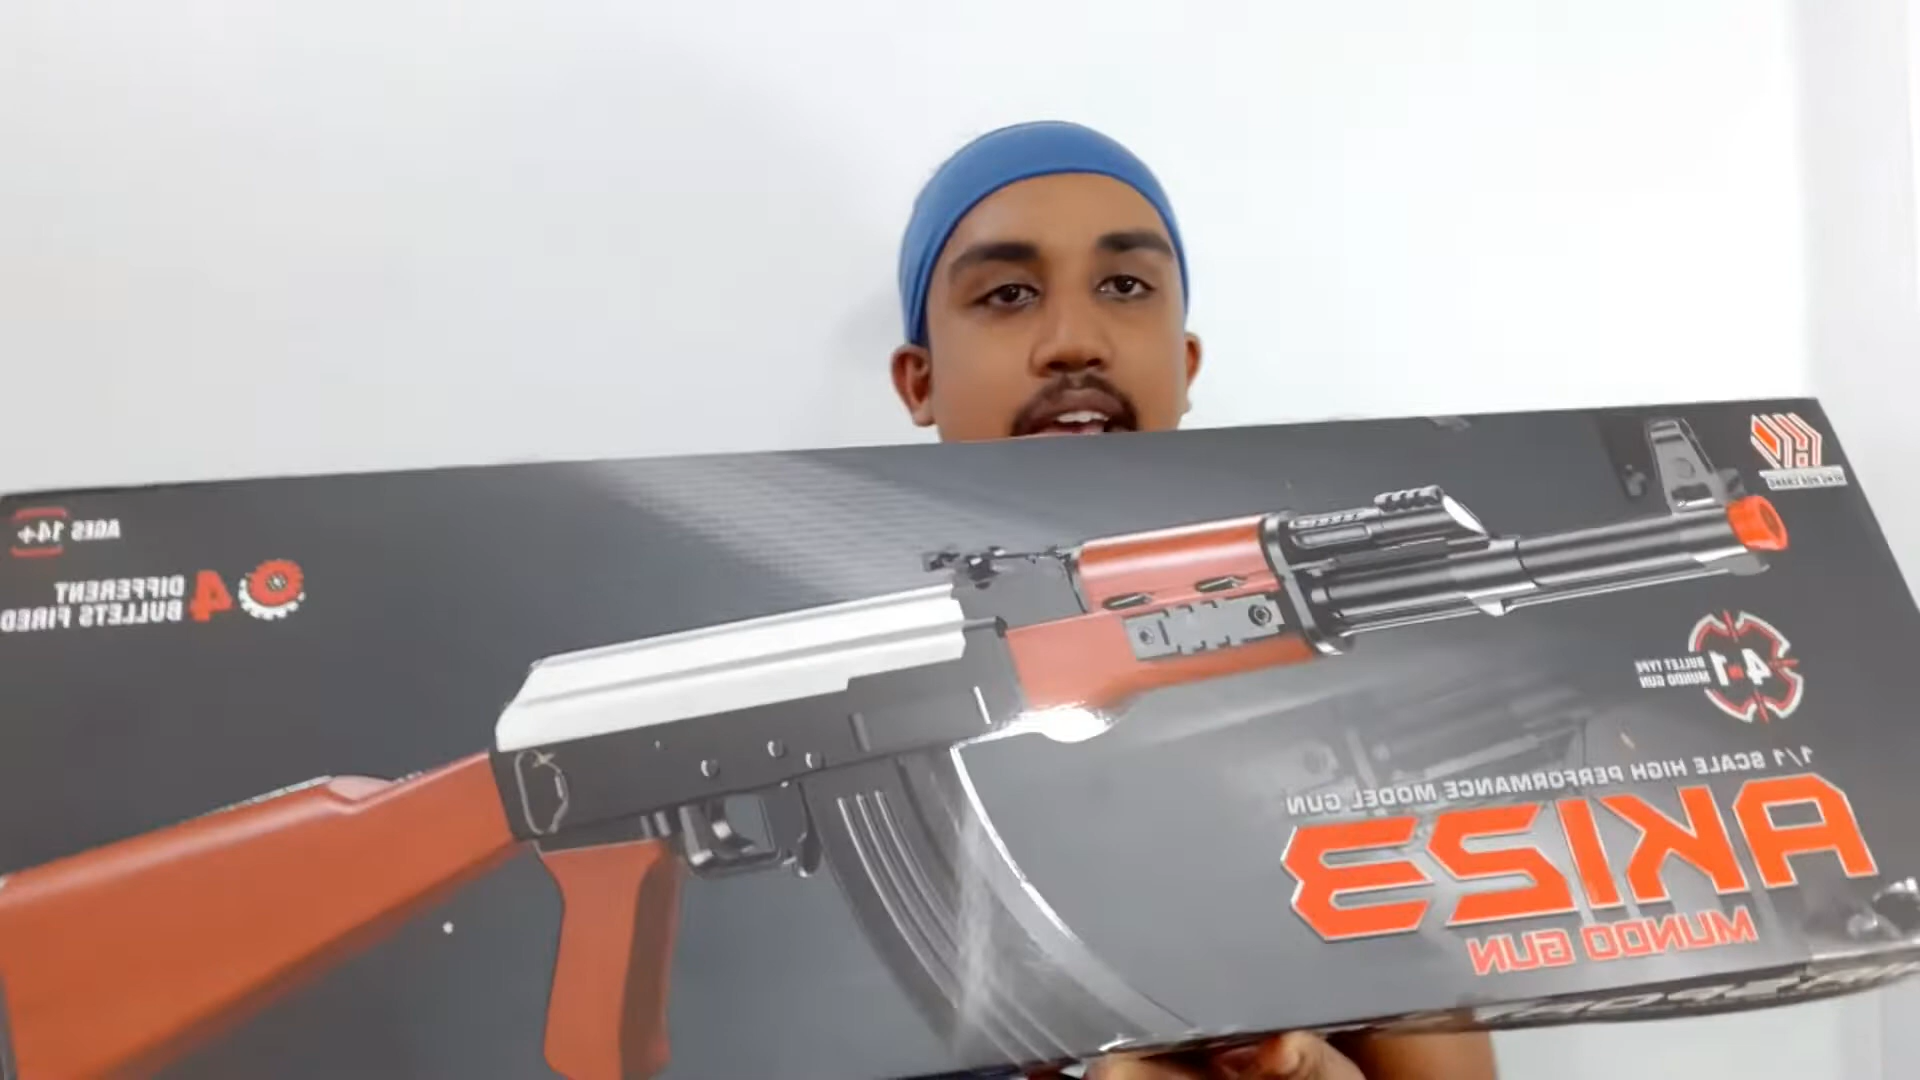 AGES 14+
4 DIFFERENT
BULLETS FIRED
4
1
BULLET TYPE
MUNDO GUN
1/1 SCALE HIGH PERFORMANCE MODEL GUN
AK123
MUNDO GUN